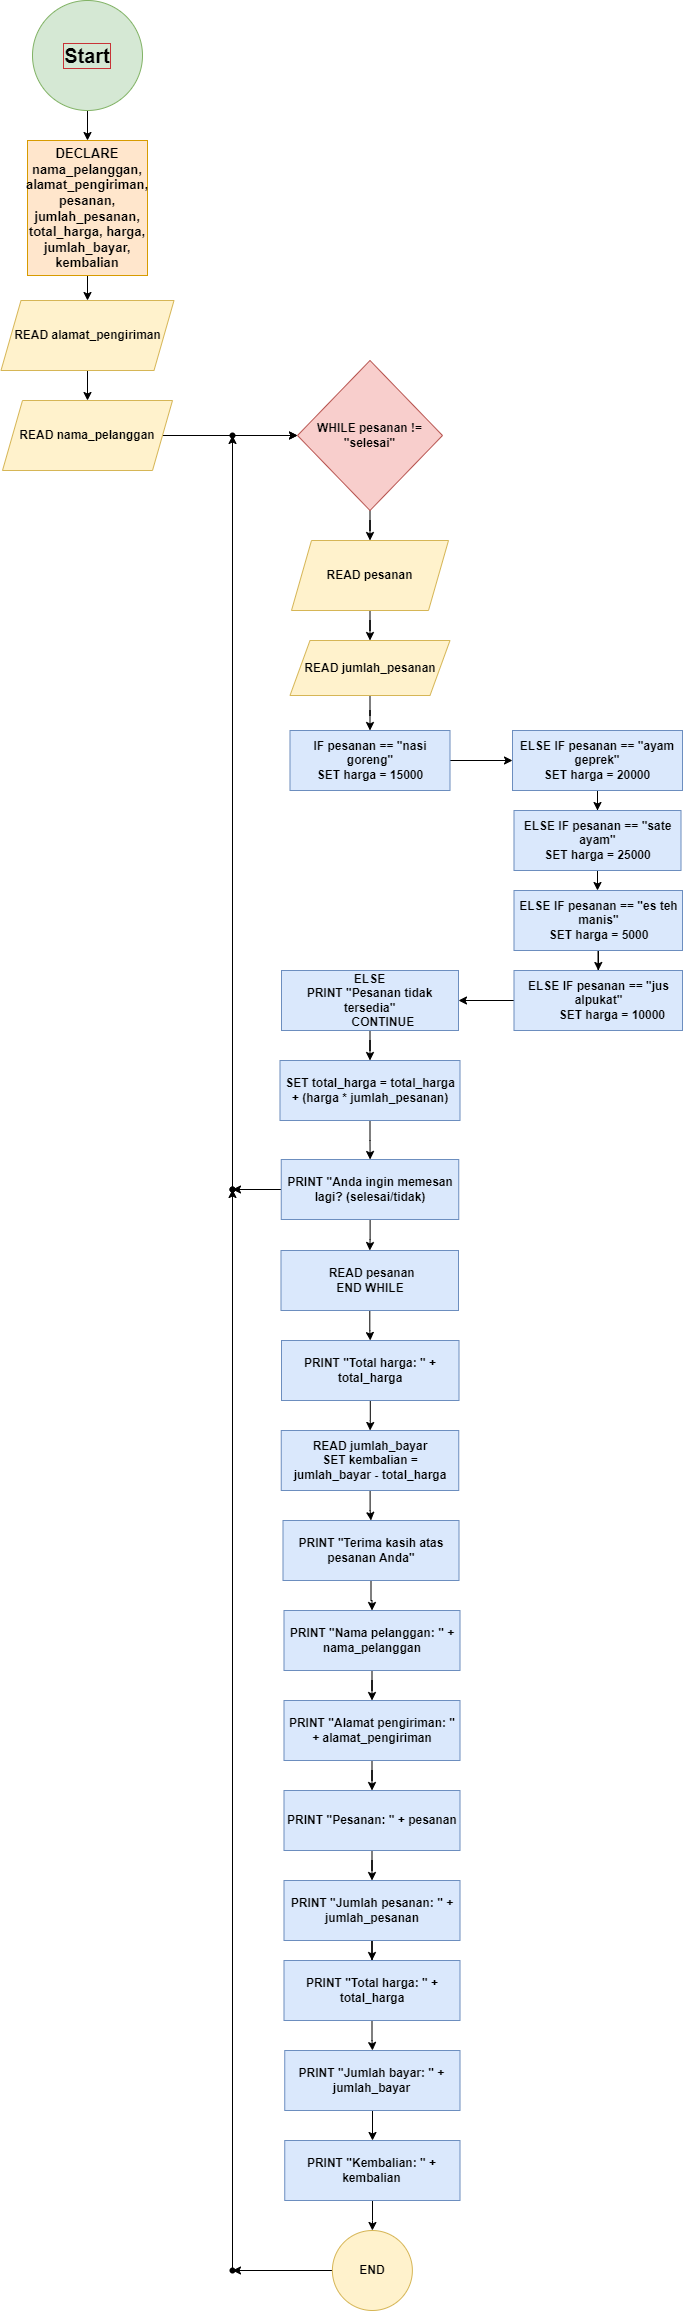 Start
DECLARE
nama_pelanggan,
alamat_pengiriman,
pesanan,
jumlah_pesanan,
total_harga, harga,
jumlah_bayar,
kembalian
READ alamat_pengiriman
READ nama_pelanggan
WHILE pesanan !=
"selesai"
READ pesanan
READ jumlah_pesanan
IF pesanan == "nasi
goreng"
SET harga = 15000
ELSE IF pesanan == "ayam
geprek"
SET harga = 20000
ELSE IF pesanan == "sate
ayam"
SET harga = 25000
ELSE IF pesanan == "es teh
manis"
SET harga = 5000
ELSE IF pesanan == "jus
alpukat"
SET harga = 10000
ELSE
PRINT "Pesanan tidak
tersedia"
CONTINUE
SET total_harga = total_harga
+ (harga * jumlah_pesanan)
PRINT "Anda ingin memesan
lagi? (selesai/tidak)
READ pesanan
END WHILE
PRINT "Total harga: " +
total_harga
READ jumlah_bayar
SET kembalian =
jumlah_bayar - total_harga
PRINT "Terima kasih atas
pesanan Anda"
PRINT "Nama pelanggan: " +
nama_pelanggan
PRINT "Alamat pengiriman: "
+ alamat_pengiriman
PRINT "Pesanan: " + pesanan
PRINT "Jumlah pesanan: " +
jumlah_pesanan
PRINT "Total harga: " +
total_harga
PRINT "Jumlah bayar: " +
jumlah_bayar
PRINT "Kembalian: " +
kembalian
END